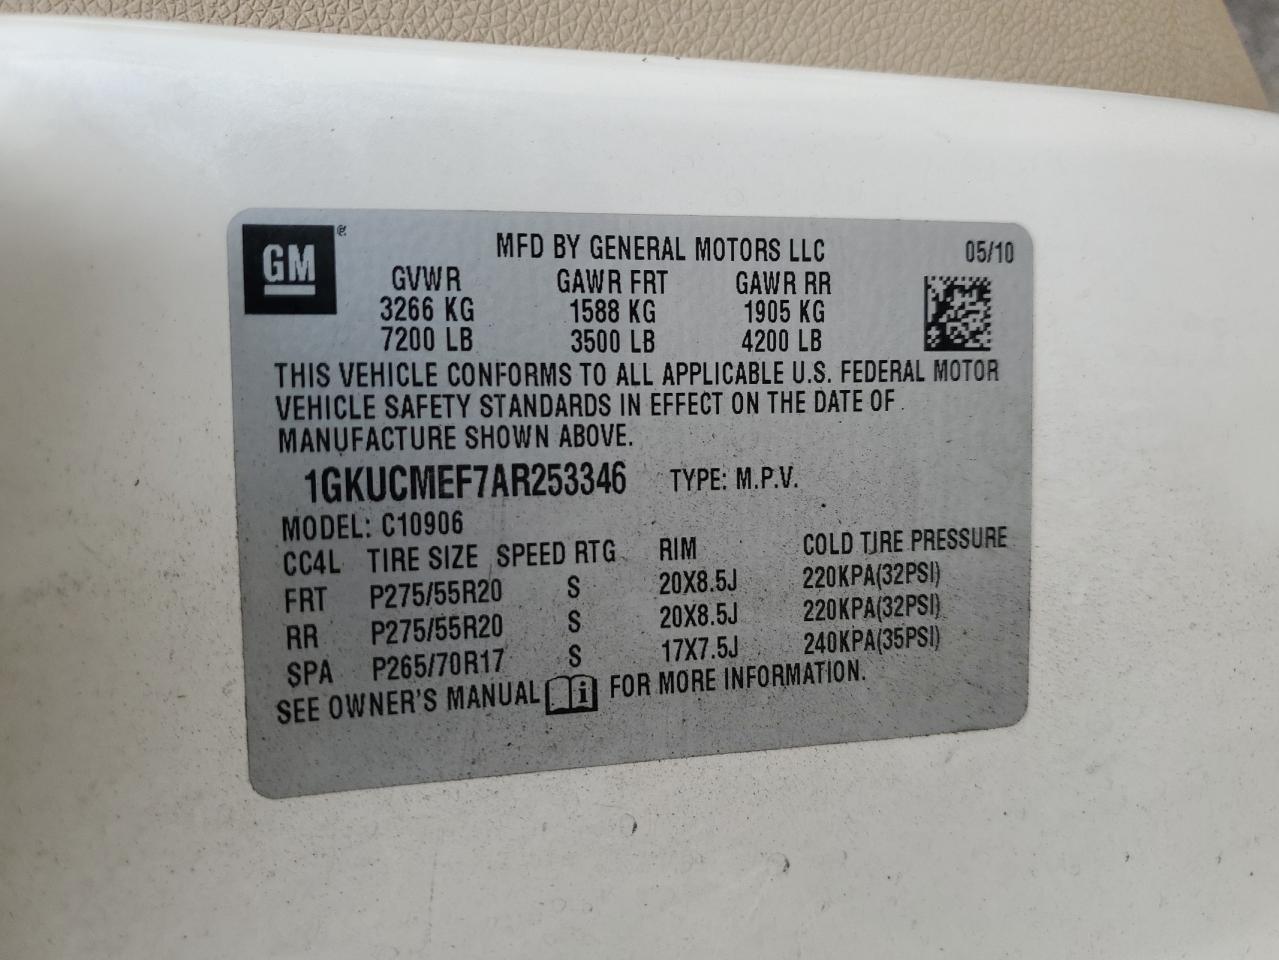 GM® MFD BY GENERAL MOTORS LLC 05/10
GVWR GAWR FRT GAWR RR
3266 KG 1588 KG 1905 KG
7200 LB 3500 LB 4200 LB
THIS VEHICLE CONFORMS TO ALL APPLICABLE U.S. FEDERAL MOTOR
VEHICLE SAFETY STANDARDS IN EFFECT ON THE DATE OF
MANUFACTURE SHOWN ABOVE.
1GKUCMEF7AR253346 TYPE: M.P.V.
MODEL: C10906
CC4L TIRE SIZE SPEED RTG RIM COLD TIRE PRESSURE
FRT P275/55R20 S 20X8.5J 220KPA(32PSI)
RR P275/55R20 S 20X8.5J 220KPA(32PSI)
SPA P265/70R17 S 17X7.5J 240KPA(35PSI)
SEE OWNER'S MANUAL i FOR MORE INFORMATION.